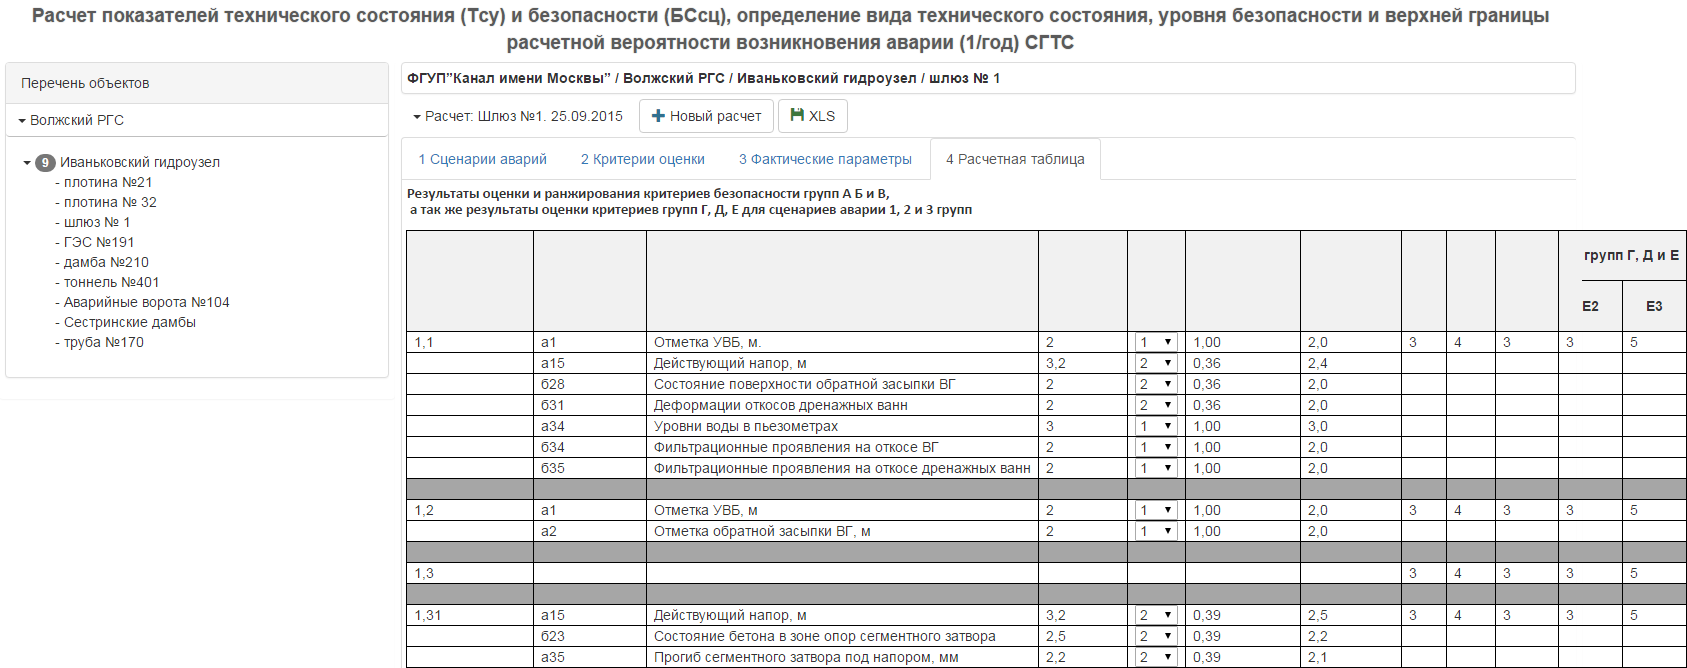 Расчет показателей технического состояния (Тсу) и безопасности (БСсц), определение вида технического состояния, уровня безопасности и верхней границы
расчетной вероятности возникновения аварии (1/год) СГТС
Перечень объектов
Волжский РГС
9 Иваньковский гидроузел
- плотина №21
- плотина № 32
- шлюз № 1
- ГЭС №191
- дамба №210
- тоннель №401
- Аварийные ворота №104
- Сестринские дамбы
- труба №170
ФГУП"Канал имени Москвы" / Волжский РГС / Иваньковский гидроузел / шлюз № 1
Расчет: Шлюз №1. 25.09.2015 Новый расчет XLS
1 Сценарии аварий 2 Критерии оценки 3 Фактические параметры 4 Расчетная таблица
Результаты оценки и ранжирования критериев безопасности групп А Б и В,
а так же результаты оценки критериев групп Г, Д, Е для сценариев аварии 1, 2 и 3 групп
групп Г, Д и Е
Е2 Е3
1,1 а1 Отметка УВБ, м. 2 1 1,00 2,0 3 4 3 3 5
а15 Действующий напор, м 3,2 2 0,36 2,4
б28 Состояние поверхности обратной засыпки ВГ 2 2 0,36 2,0
б31 Деформации откосов дренажных ванн 2 2 0,36 2,0
а34 Уровни воды в пьезометрах 3 1 1,00 3,0
б34 Фильтрационные проявления на откосе ВГ 2 1 1,00 2,0
б35 Фильтрационные проявления на откосе дренажных ванн 2 1 1,00 2,0
1,2 а1 Отметка УВБ, м 2 1 1,00 2,0 3 4 3 3 5
а2 Отметка обратной засыпки ВГ, м 2 1 1,00 2,0
1,3 3 4 3 3 5
1,31 а15 Действующий напор, м 3,2 2 0,39 2,5 3 4 3 3 5
б23 Состояние бетона в зоне опор сегментного затвора 2,5 2 0,39 2,2
а35 Прогиб сегментного затвора под напором, мм 2,2 2 0,39 2,1